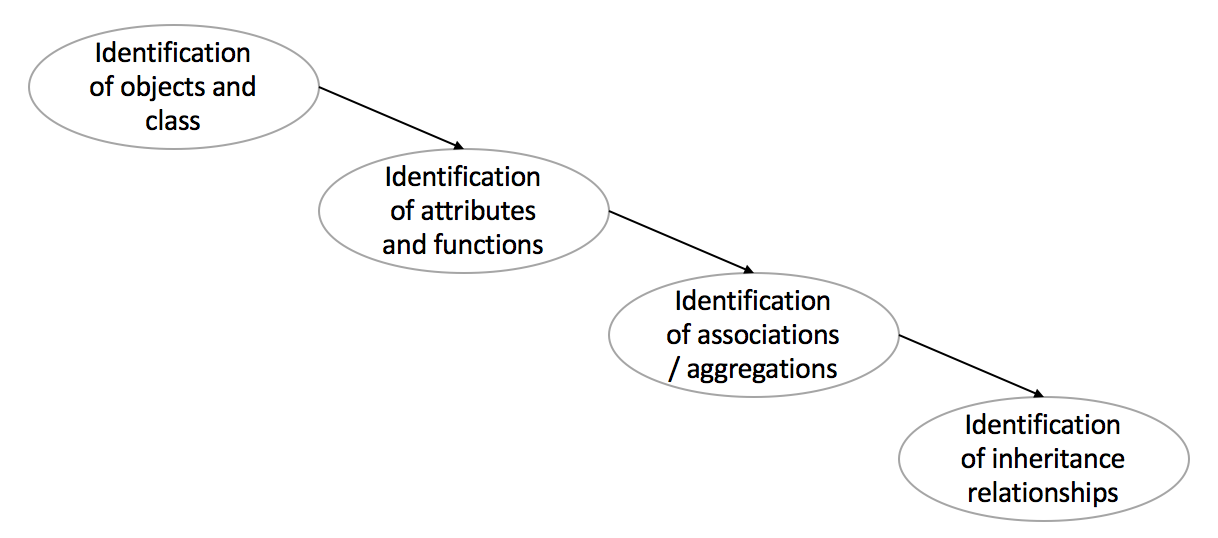 Identification
of objects and
class
Identification
of attributes
and functions
Identification
of associations
/ aggregations
Identification
of inheritance
relationships